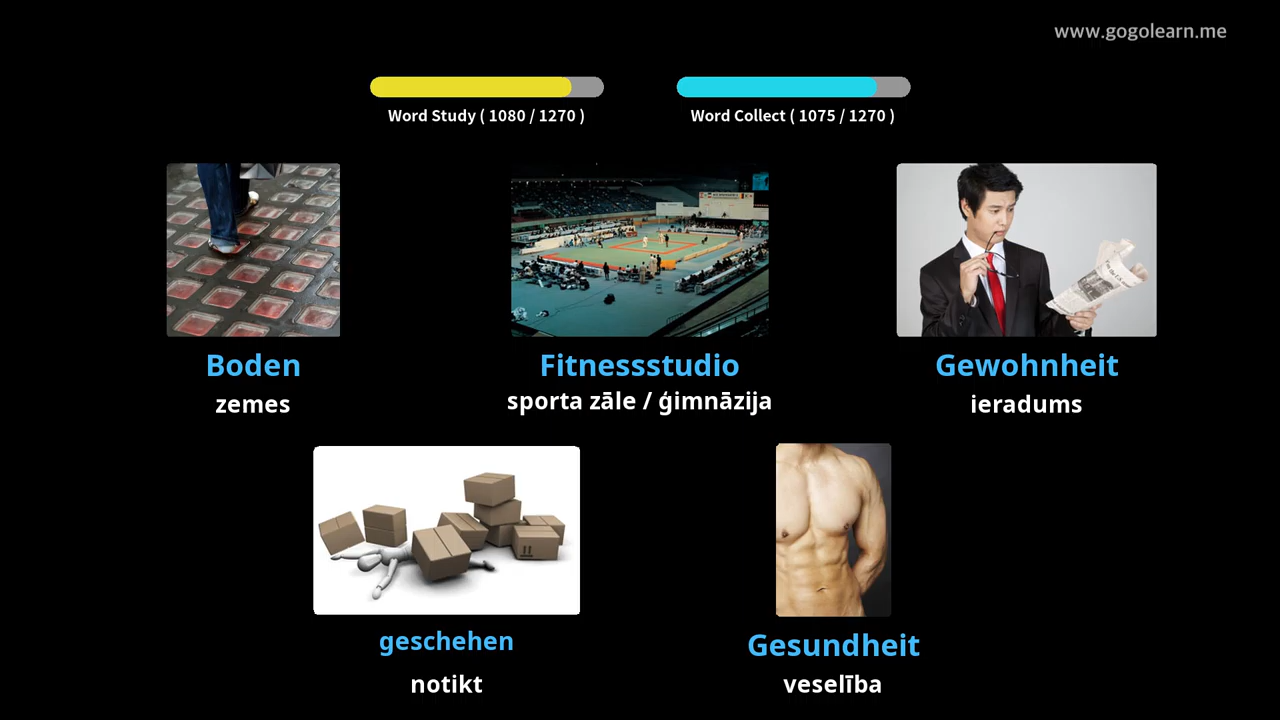 www.gogolearn.me
Word Study ( 1080 / 1270 )
Word Collect ( 1075 / 1270 )
Boden
zemes
Fitnessstudio
sporta zāle / ģimnāzija
Gewohnheit
ieradums
geschehen
notikt
Gesundheit
veselība